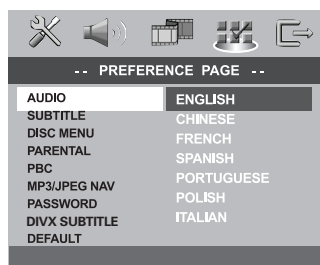 -- PREFERENCE PAGE --
AUDIO
SUBTITLE
DISC MENU
PARENTAL
PBC
MP3/JPEG NAV
PASSWORD
DIVX SUBTITLE
DEFAULT
ENGLISH
CHINESE
FRENCH
SPANISH
PORTUGUESE
POLISH
ITALIAN